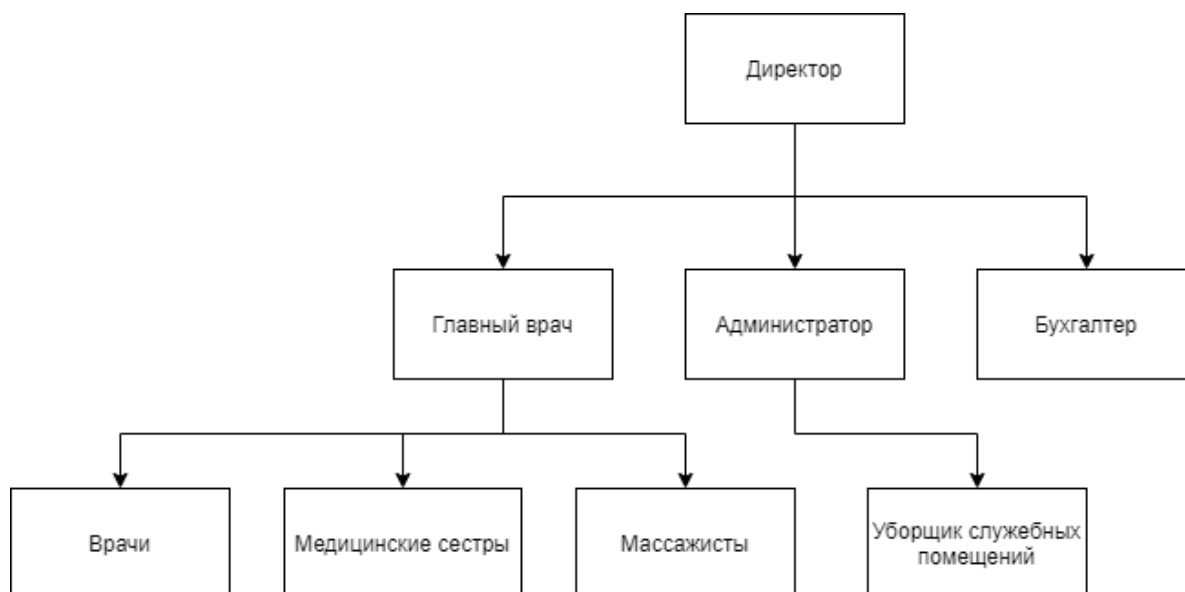 Директор
Главный врач
Администратор
Бухгалтер
Врачи
Медицинские сестры
Массажисты
Уборщик служебных
помещений